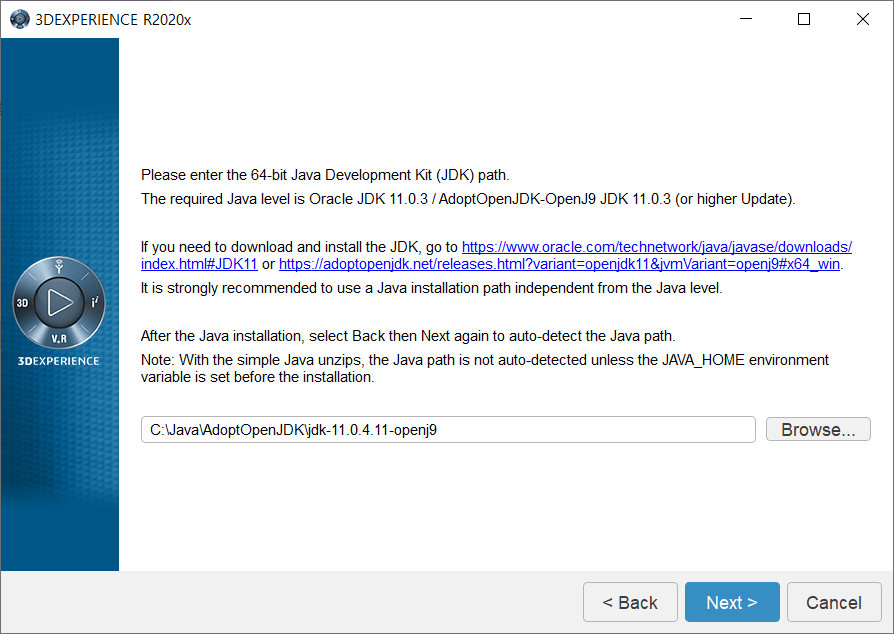 3DEXPERIENCE R2020x
Please enter the 64-bit Java Development Kit (JDK) path.
The required Java level is Oracle JDK 11.0.3 / AdoptOpenJDK-OpenJ9 JDK 11.0.3 (or higher Update).
If you need to download and install the JDK, go to https://www.oracle.com/technetwork/java/javase/downloads/
index.html#JDK11 or https://adoptopenjdk.net/releases.html?variant=openjdk11&jvmVariant=openj9#x64_win.
It is strongly recommended to use a Java installation path independent from the Java level.
After the Java installation, select Back then Next again to auto-detect the Java path.
Note: With the simple Java unzips, the Java path is not auto-detected unless the JAVA_HOME environment
variable is set before the installation.
3D
V.R
3DEXPERIENCE
C:\Java\AdoptOpenJDK\jdk-11.0.4.11-openj9
Browse...
< Back
Next >
Cancel